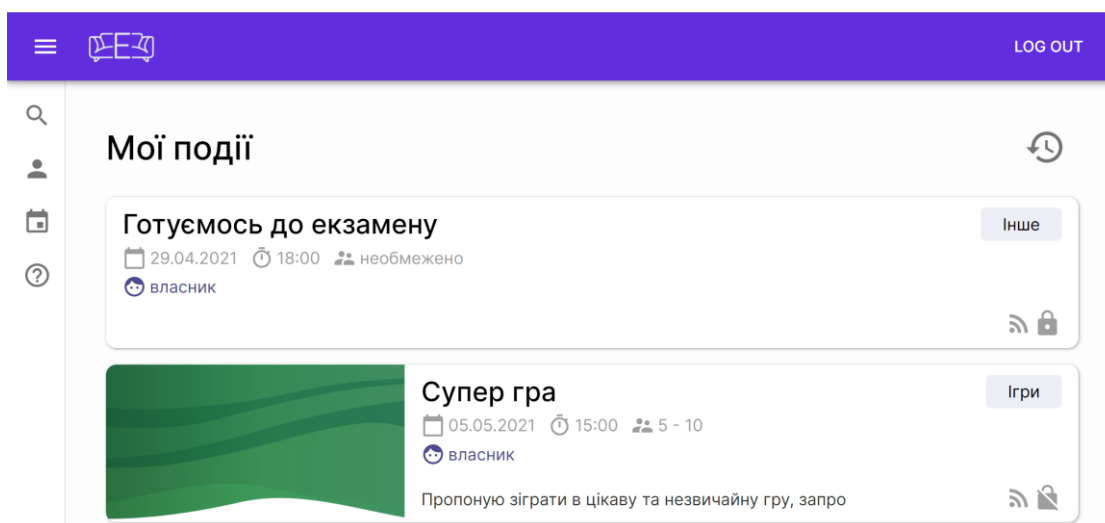 LOG OUT
Мої події
Готуємось до екзамену
Інше
29.04.2021 18:00 необмежено
власник
Супер гра
Ігри
05.05.2021 15:00 5 - 10
власник
Пропоную зіграти в цікаву та незвичайну гру, запро